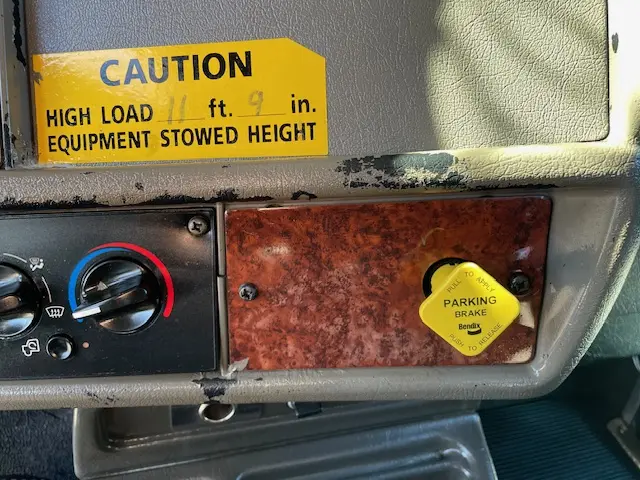 CAUTION
HIGH LOAD 11 ft. 9 in.
EQUIPMENT STOWED HEIGHT
PULL TO APPLY
PARKING
BRAKE
Bendix
PUSH TO RELEASE